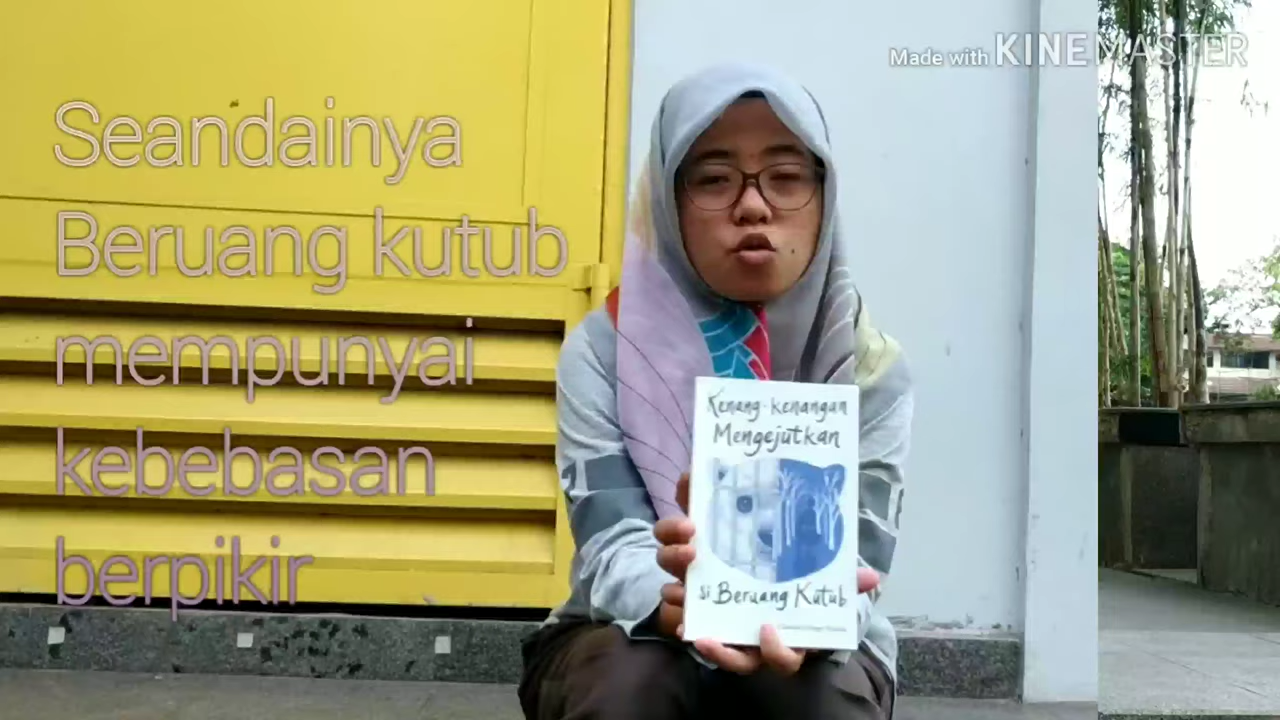 Made with KINEMASTER
Seandainya
Beruang kutub
mempunyai
kebebasan
berpikir
Kenang-kenangan
Mengejutkan
si Beruang Kutub